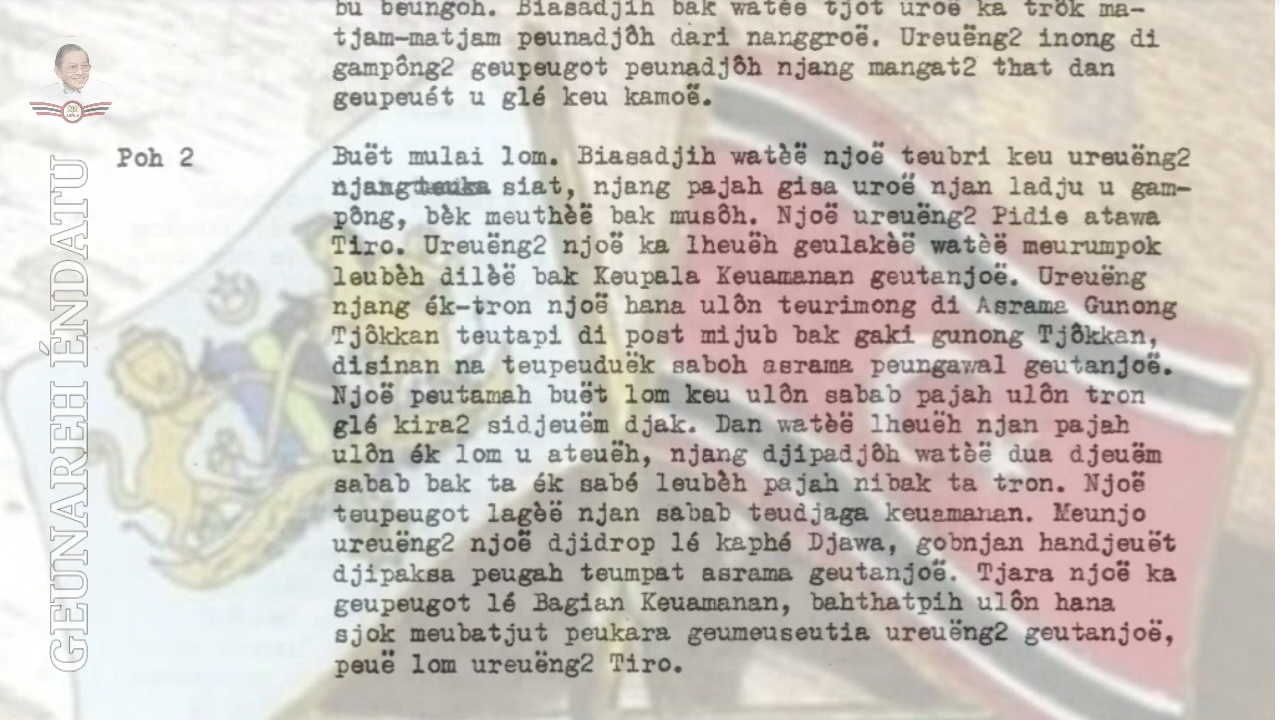 bu beungoh. Biasadjih bak watèë tjot uroë ka trôk ma-
tjam-matjam peunadjôh dari nanggroë. Ureuëng2 inong di
gampông2 geupeugot peunadjôh njang mangat2 that dan
geupeuét u glé keu kamoë.
Poh 2
Buët mulai lom. Biasadjih watèë njoë teubri keu ureuëng2
siat, njang pajah gisa uroë njan ladju u gam-
pông, bèk meuthèë bak musôh. Njoë ureuëng2 Pidie atawa
Tiro. Ureuëng2 njoë ka lheuëh geulakèë watèë meurumpok
leubèh dilèë bak Keupala Keuamanan geutanjoë. Ureuëng
njang ék-tron njoë hana ulôn teurimong di Asrama Gunong
Tjôkkan teutapi di post mijub bak gaki gunong Tjôkkan,
disinan na teupeuduëk saboh asrama peungawal geutanjoë.
Njoë peutamah buët lom keu ulôn sabab pajah ulôn tron
glé kira2 sidjeuëm djak. Dan watèë lheuëh njan pajah
ulôn ék lom u ateuëh, njang djipadjôh watèë dua djeuëm
sabab bak ta ék sabé leubèh pajah nibak ta tron. Njoë
teupeugot lagèë njan sabab teudjaga keuamanan. Meunjo
ureuëng2 njoë djidrop lé kaphé Djawa, gobnjan handjeuët
djipaksa peugah teumpat asrama geutanjoë. Tjara njoë ka
geupeugot lé Bagian Keuamanan, bahthatpih ulôn hana
sjok meubatjut peukara geumeuseutia ureuëng2 geutanjoë,
peuë lom ureuëng2 Tiro.
GEUNAREH ÉNDATU